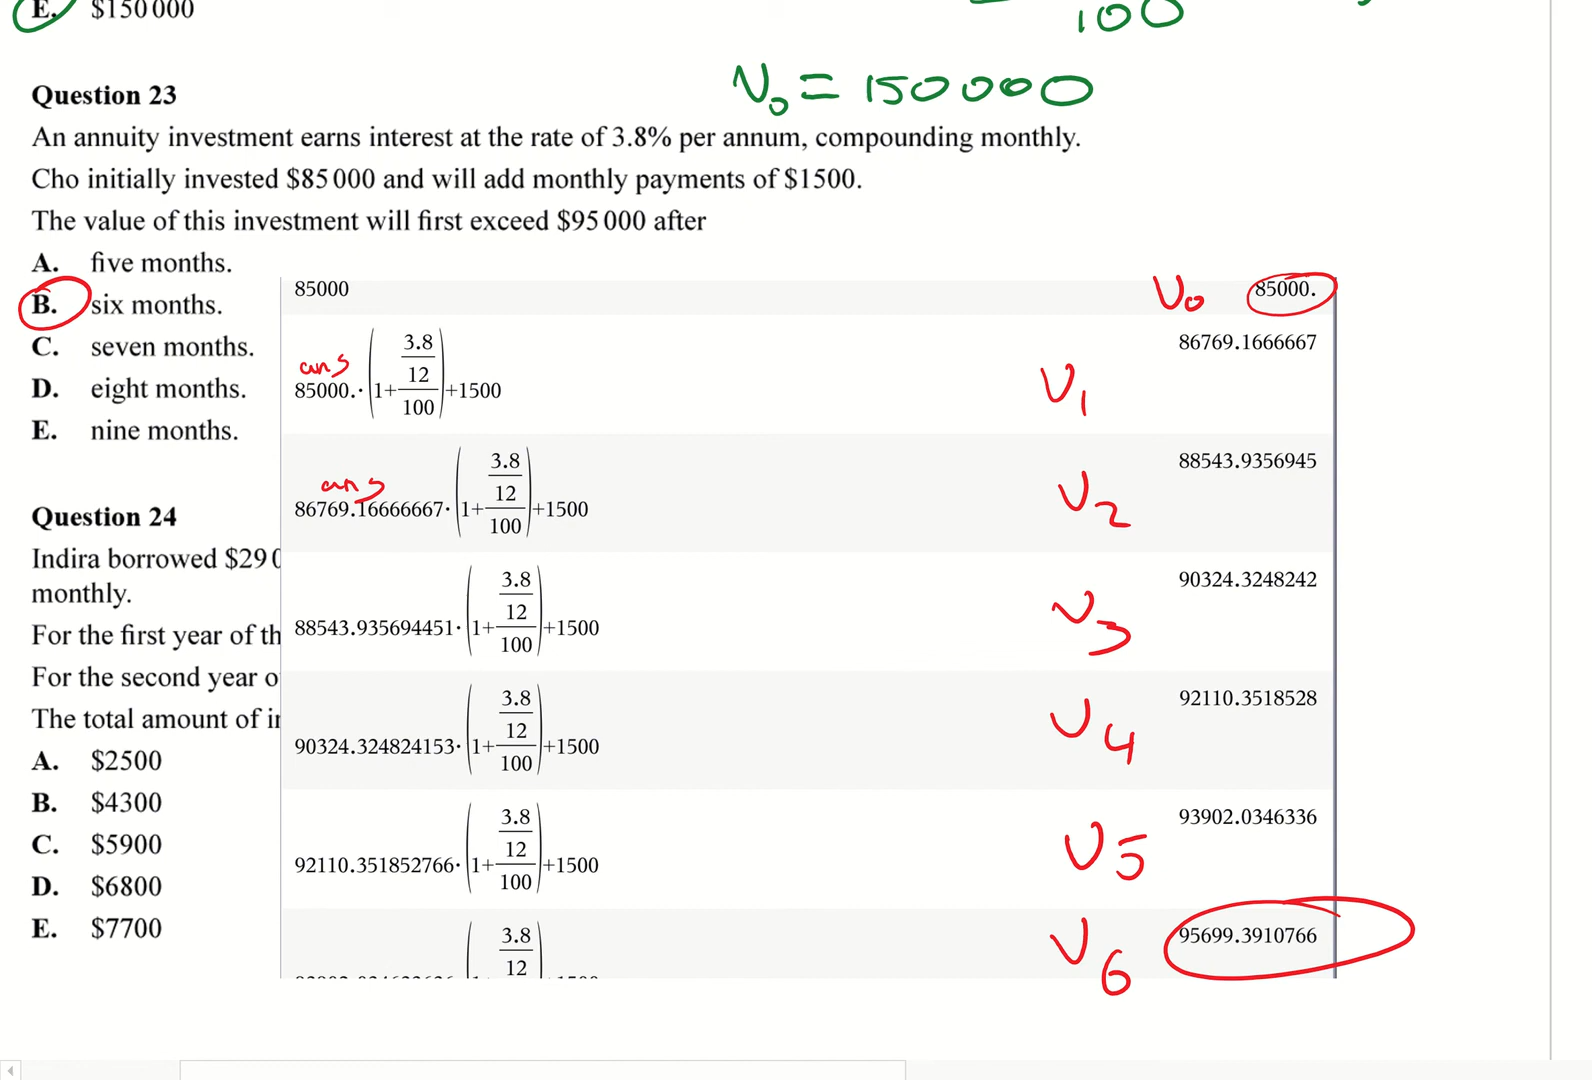 E. $150 000
100
V₀ = 150000
Question 23
An annuity investment earns interest at the rate of 3.8% per annum, compounding monthly.
Cho initially invested $85 000 and will add monthly payments of $1500.
The value of this investment will first exceed $95 000 after
A. five months.
B. six months.
C. seven months.
D. eight months.
E. nine months.
85000 V₀ 85000.
ans
85000.·(1+3.8/12/100)+1500 V₁ 86769.1666667
ans
86769.16666667·(1+3.8/12/100)+1500 V₂ 88543.9356945
88543.935694451·(1+3.8/12/100)+1500 V₃ 90324.3248242
90324.324824153·(1+3.8/12/100)+1500 V₄ 92110.3518528
92110.351852766·(1+3.8/12/100)+1500 V₅ 93902.0346336
3.8/12 V₆ 95699.3910766
Question 24
Indira borrowed $29
monthly.
For the first year of th
For the second year o
The total amount of
A. $2500
B. $4300
C. $5900
D. $6800
E. $7700